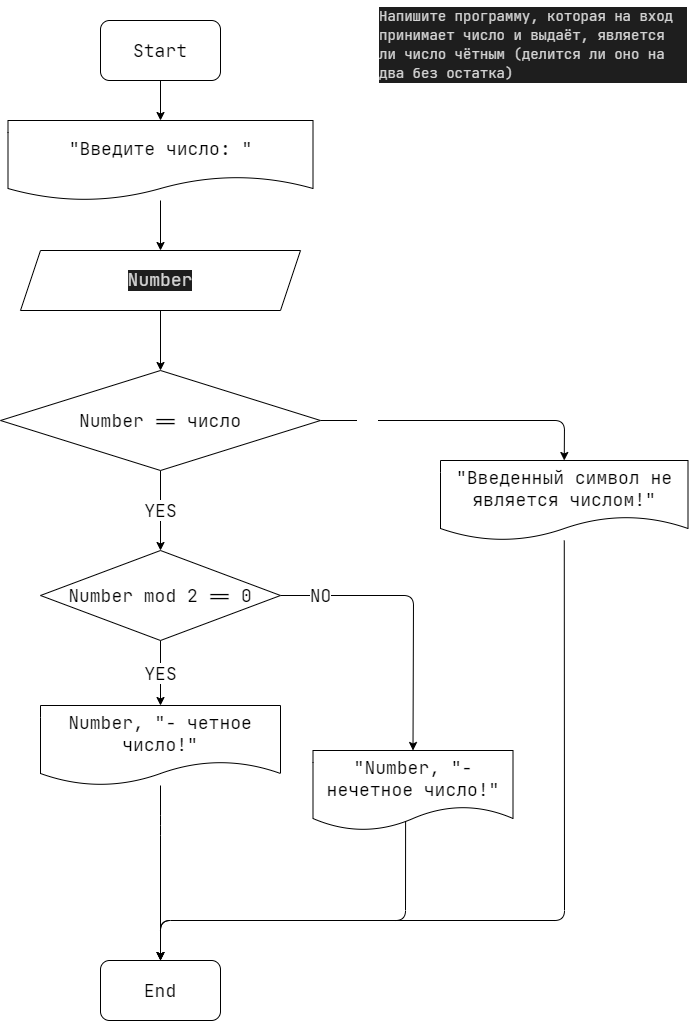 Start
Напишите программу, которая на вход
принимает число и выдаёт, является
ли число чётным (делится ли оно на
два без остатка)
"Введите число: "
Number
Number == число
"Введенный символ не
является числом!"
YES
Number mod 2 == 0
NO
YES
Number, "- четное
число!"
"Number, "-
нечетное число!"
End